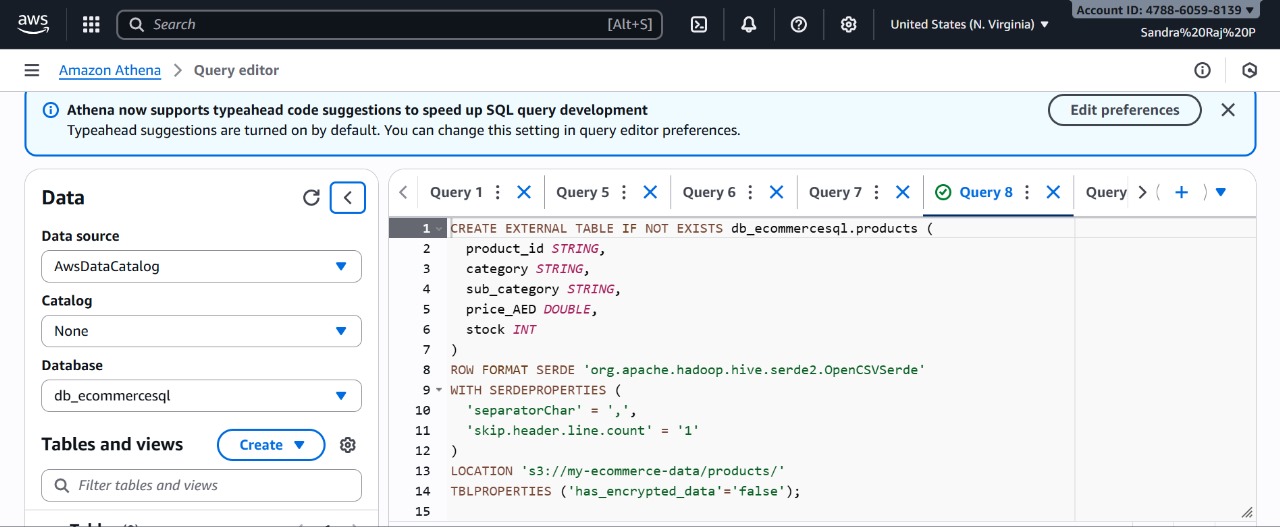 aws
Search [Alt+S]
United States (N. Virginia)
Account ID: 4788-6059-8139
Sandra%20Raj%20P
Amazon Athena > Query editor
Athena now supports typeahead code suggestions to speed up SQL query development
Typeahead suggestions are turned on by default. You can change this setting in query editor preferences.
Edit preferences
Data
Data source
AwsDataCatalog
Catalog
None
Database
db_ecommercesql
Tables and views
Create
Filter tables and views
Query 1
Query 5
Query 6
Query 7
Query 8
Query
1 CREATE EXTERNAL TABLE IF NOT EXISTS db_ecommercesql.products (
2 product_id STRING,
3 category STRING,
4 sub_category STRING,
5 price_AED DOUBLE,
6 stock INT
7 )
8 ROW FORMAT SERDE 'org.apache.hadoop.hive.serde2.OpenCSVSerde'
9 WITH SERDEPROPERTIES (
10 'separatorChar' = ',',
11 'skip.header.line.count' = '1'
12 )
13 LOCATION 's3://my-ecommerce-data/products/'
14 TBLPROPERTIES ('has_encrypted_data'='false');
15